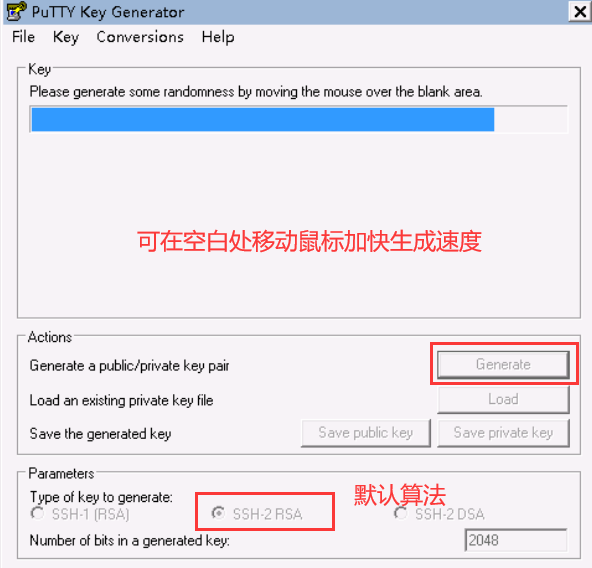 PuTTY Key Generator
File Key Conversions Help
Key
Please generate some randomness by moving the mouse over the blank area.
可在空白处移动鼠标加快生成速度
Actions
Generate a public/private key pair
Generate
Load an existing private key file
Load
Save the generated key
Save public key
Save private key
Parameters
Type of key to generate:
默认算法
SSH-1 (RSA)
SSH-2 RSA
SSH-2 DSA
Number of bits in a generated key:
2048